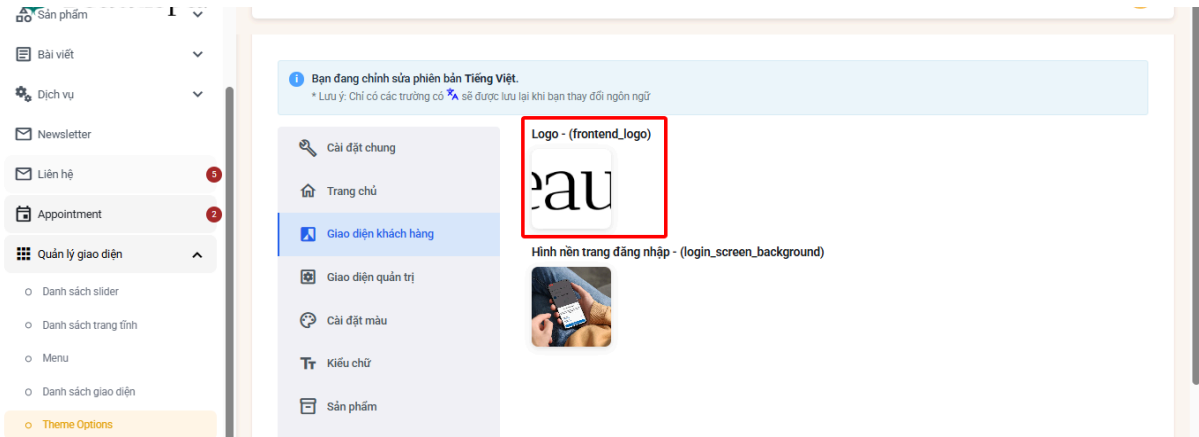 Sản phẩm
Bài viết
Dịch vụ
Newsletter
Liên hệ
5
Appointment
2
Quản lý giao diện
Danh sách slider
Danh sách trang tĩnh
Menu
Danh sách giao diện
Theme Options
Bạn đang chỉnh sửa phiên bản Tiếng Việt.
* Lưu ý: Chỉ có các trường có sẽ được lưu lại khi bạn thay đổi ngôn ngữ
Cài đặt chung
Trang chủ
Giao diện khách hàng
Giao diện quản trị
Cài đặt màu
Kiểu chữ
Sản phẩm
Logo - (frontend_logo)
eau
Hình nền trang đăng nhập - (login_screen_background)